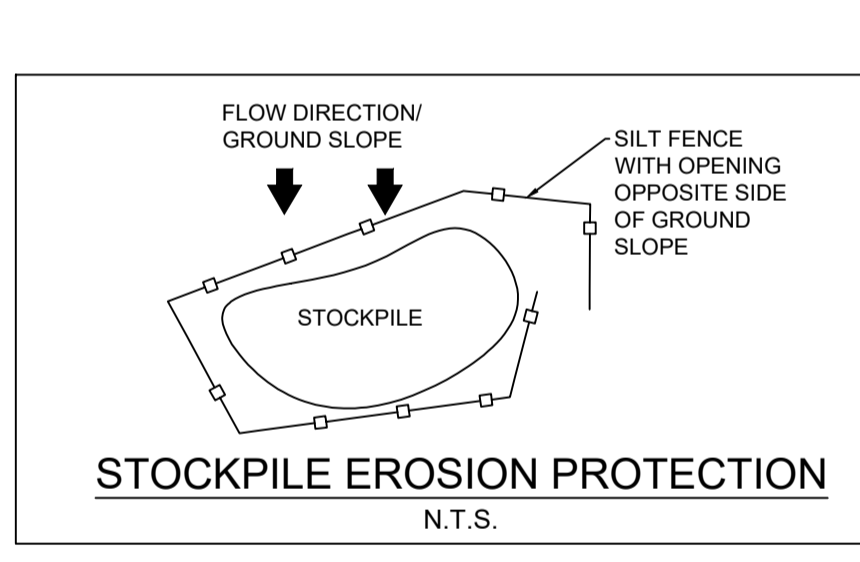 FLOW DIRECTION/
GROUND SLOPE
SILT FENCE
WITH OPENING
OPPOSITE SIDE
OF GROUND
SLOPE
STOCKPILE
STOCKPILE EROSION PROTECTION
N.T.S.